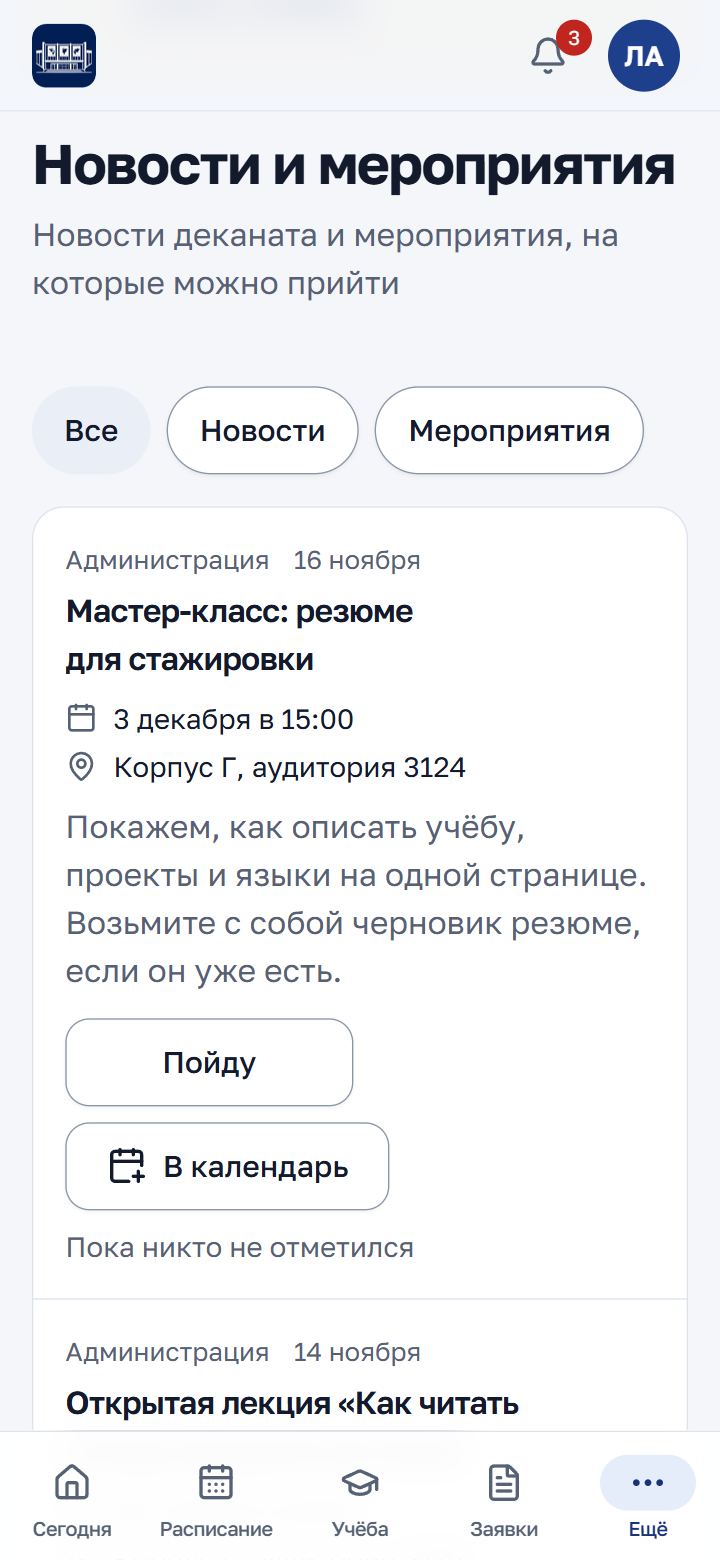 3
ЛА
Новости и мероприятия
Новости деканата и мероприятия, на
которые можно прийти
Все
Новости
Мероприятия
Администрация 16 ноября
Мастер-класс: резюме
для стажировки
3 декабря в 15:00
Корпус Г, аудитория 3124
Покажем, как описать учёбу,
проекты и языки на одной странице.
Возьмите с собой черновик резюме,
если он уже есть.
Пойду
В календарь
Пока никто не отметился
Администрация 14 ноября
Открытая лекция «Как читать
Сегодня
Расписание
Учёба
Заявки
Ещё